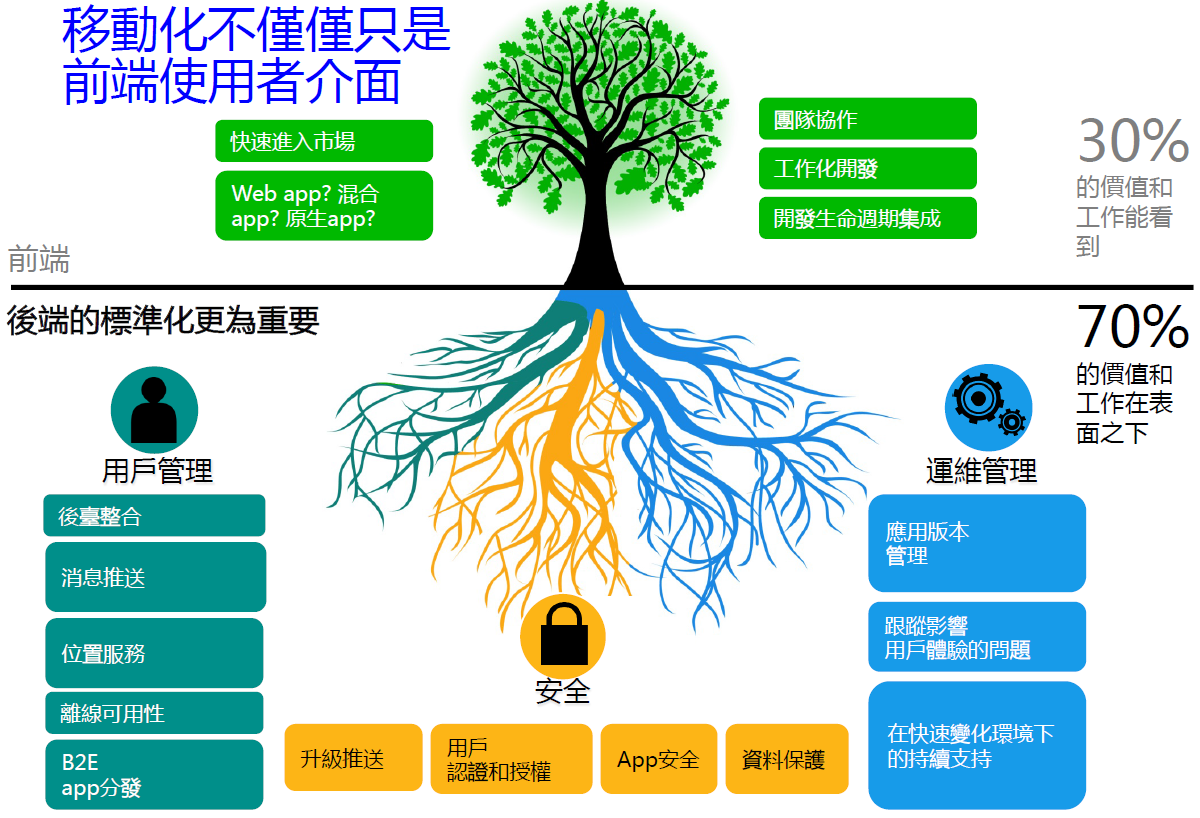 移動化不僅僅只是
前端使用者介面
快速進入市場
Web app? 混合
app? 原生app?
團隊協作
工作化開發
開發生命週期集成
30%
的價值和
工作能看
到
前端
後端的標準化更為重要
70%
的價值和
工作在表
面之下
用戶管理
後臺整合
消息推送
位置服務
離線可用性
B2E
app分發
安全
升級推送
用戶
認證和授權
App安全
資料保護
運維管理
應用版本
管理
跟蹤影響
用戶體驗的問題
在快速變化環境下
的持續支持